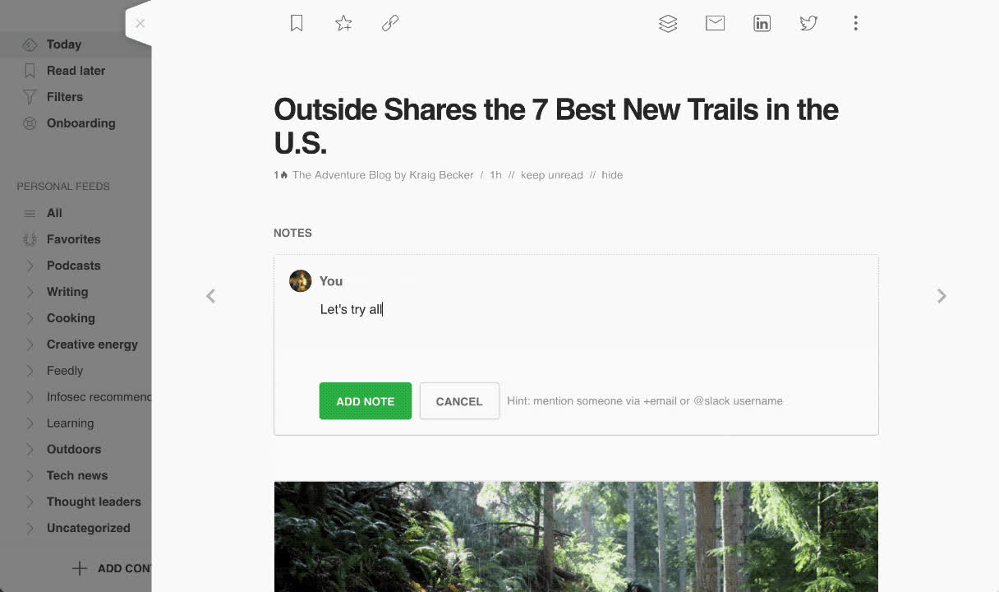 Today
Read later
Filters
Onboarding
PERSONAL FEEDS
All
Favorites
Podcasts
Writing
Cooking
Creative energy
Feedly
Infosec recommend
Learning
Outdoors
Tech news
Thought leaders
Uncategorized
ADD CON
Outside Shares the 7 Best New Trails in the
U.S.
1 The Adventure Blog by Kraig Becker / 1h // keep unread // hide
NOTES
You
Let's try all
ADD NOTE CANCEL Hint: mention someone via +email or @slack username